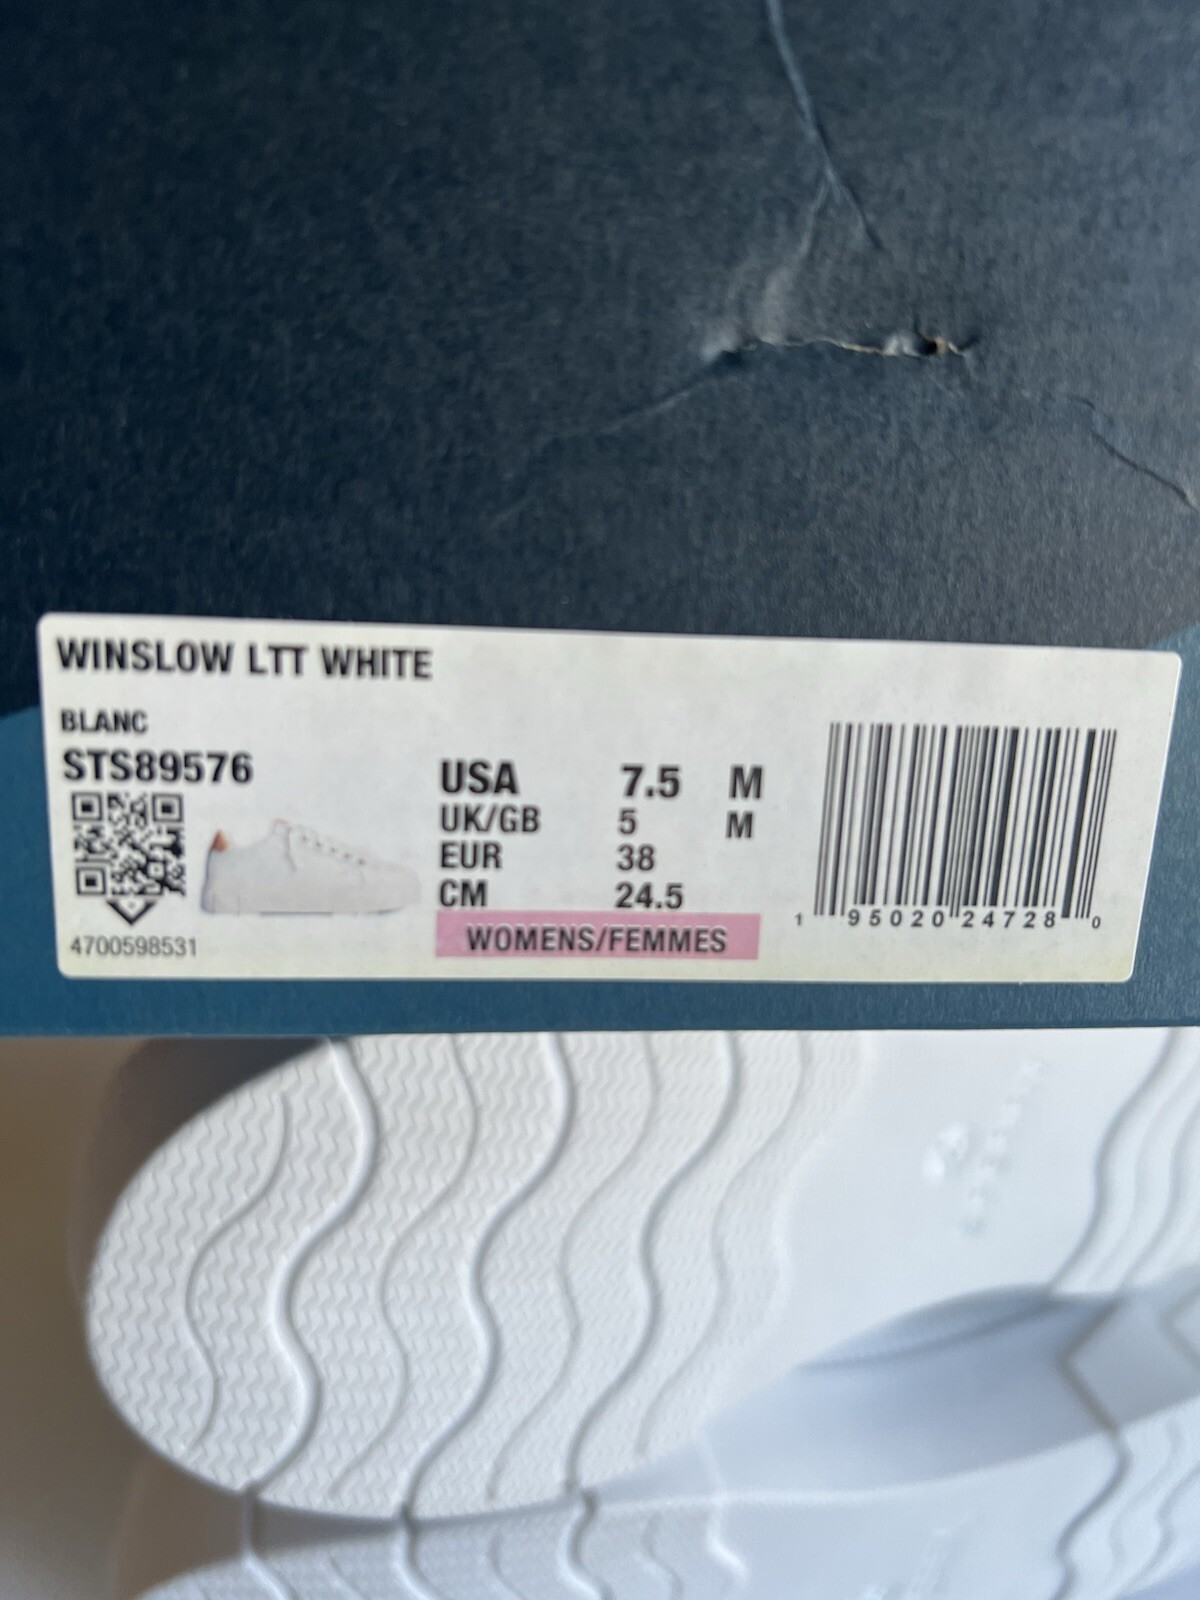 WINSLOW LTT WHITE
BLANC
STS89576
USA 7.5 M
UK/GB 5 M
EUR 38
CM 24.5
WOMENS/FEMMES
4700598531
1 95020 24728 0